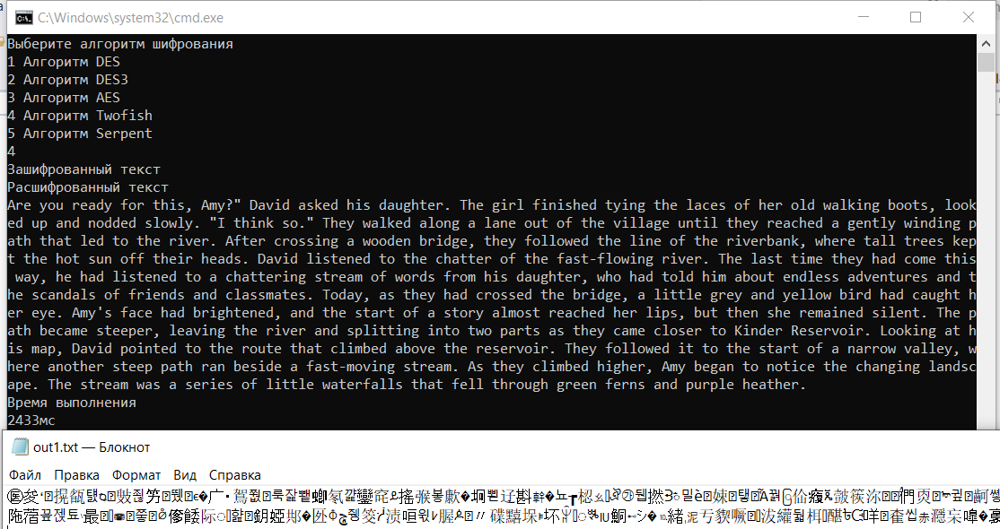 C:\Windows\system32\cmd.exe
Выберите алгоритм шифрования
1 Алгоритм DES
2 Алгоритм DES3
3 Алгоритм AES
4 Алгоритм Twofish
5 Алгоритм Serpent
4
Зашифрованный текст
Расшифрованный текст
Are you ready for this, Amy?" David asked his daughter. The girl finished tying the laces of her old walking boots, look
ed up and nodded slowly. "I think so." They walked along a lane out of the village until they reached a gently winding p
ath that led to the river. After crossing a wooden bridge, they followed the line of the riverbank, where tall trees kep
t the hot sun off their heads. David listened to the chatter of the fast-flowing river. The last time they had come this
way, he had listened to a chattering stream of words from his daughter, who had told him about endless adventures and t
he scandals of friends and classmates. Today, as they had crossed the bridge, a little grey and yellow bird had caught h
er eye. Amy's face had brightened, and the start of a story almost reached her lips, but then she remained silent. The p
ath became steeper, leaving the river and splitting into two parts as they came closer to Kinder Reservoir. Looking at h
is map, David pointed to the route that climbed above the reservoir. They followed it to the start of a narrow valley, w
here another steep path ran beside a fast-moving stream. As they climbed higher, Amy began to notice the changing landsc
ape. The stream was a series of little waterfalls that fell through green ferns and purple heather.
Время выполнения
2433мс
out1.txt — Блокнот
Файл Правка Формат Вид Справка